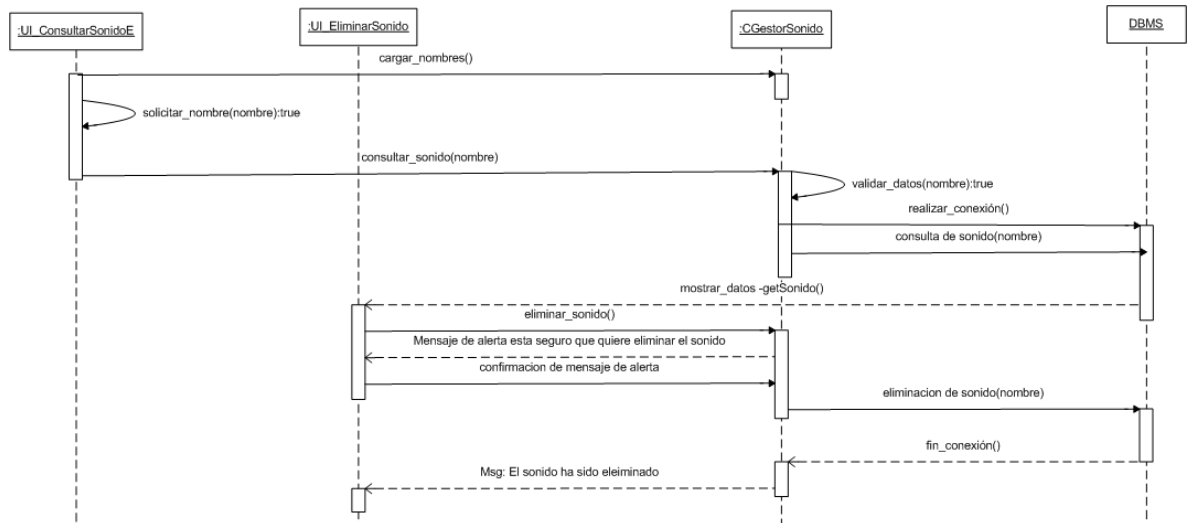 :UI_ConsultarSonidoE
:UI_EliminarSonido
:CGestorSonido
DBMS
cargar_nombres()
solicitar_nombre(nombre):true
consultar_sonido(nombre)
validar_datos(nombre):true
realizar_conexión()
consulta de sonido(nombre)
mostrar_datos -getSonido()
eliminar_sonido()
Mensaje de alerta esta seguro que quiere eliminar el sonido
confirmacion de mensaje de alerta
eliminacion de sonido(nombre)
fin_conexión()
Msg: El sonido ha sido eleiminado